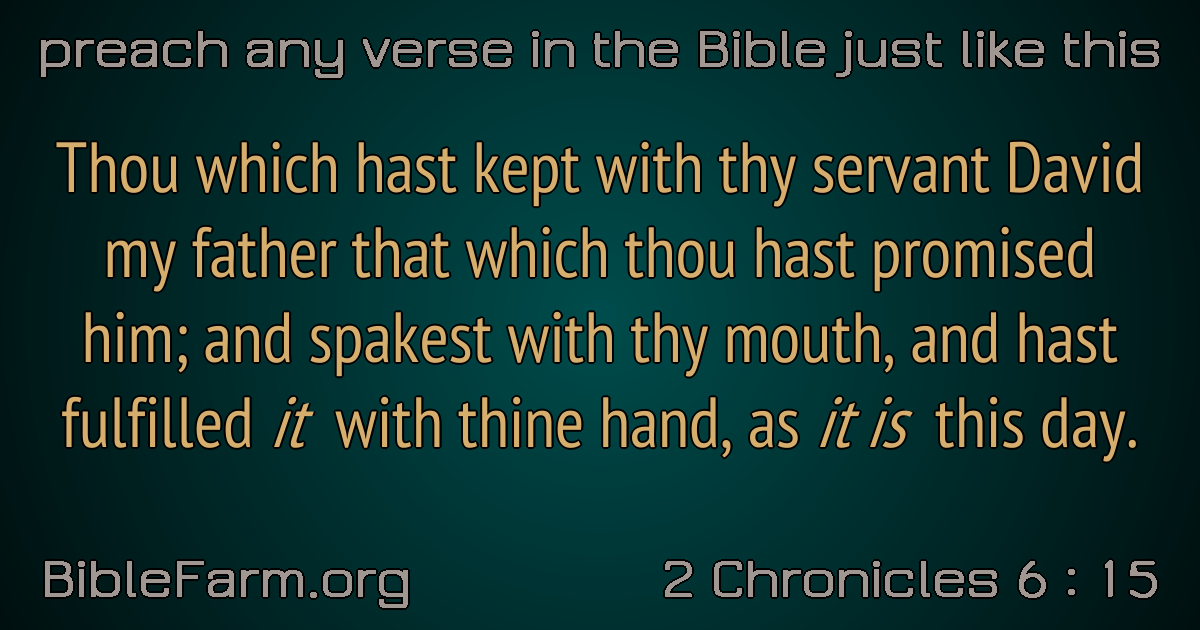 preach any verse in the Bible just like this
Thou which hast kept with thy servant David
my father that which thou hast promised
him; and spakest with thy mouth, and hast
fulfilled it with thine hand, as it is this day.
BibleFarm.org
2 Chronicles 6 : 15